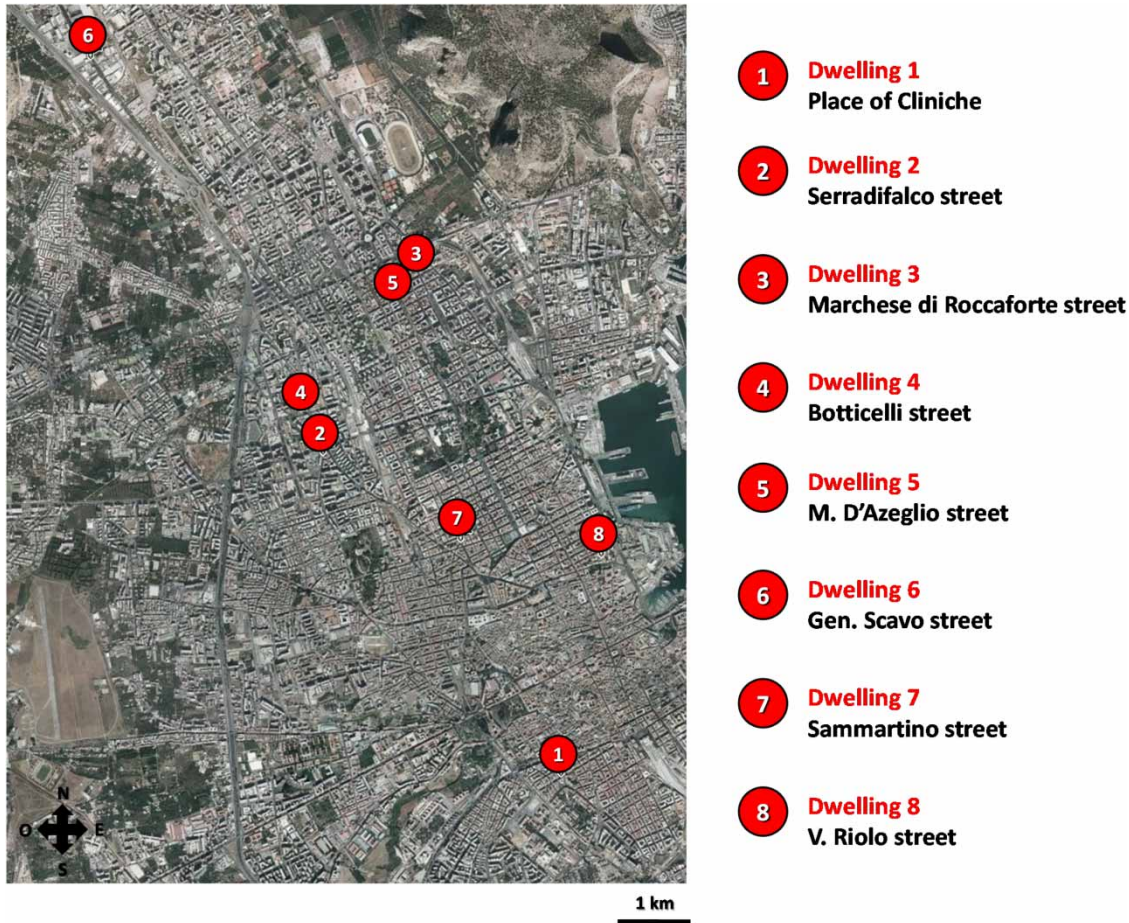 6
3
5
4
2
7
8
1
N
O E
S
1 km
1 Dwelling 1
Place of Cliniche
2 Dwelling 2
Serradifalco street
3 Dwelling 3
Marchese di Roccaforte street
4 Dwelling 4
Botticelli street
5 Dwelling 5
M. D'Azeglio street
6 Dwelling 6
Gen. Scavo street
7 Dwelling 7
Sammartino street
8 Dwelling 8
V. Riolo street